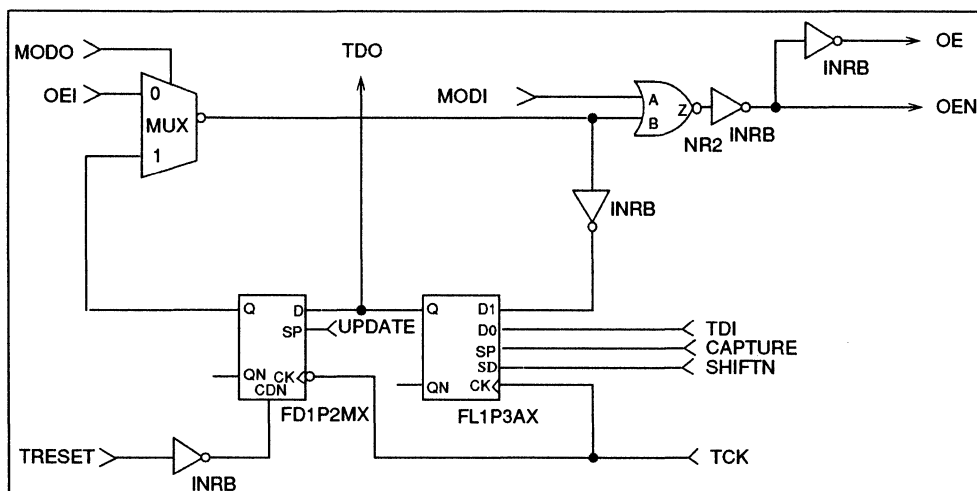 MODO
TDO
OE
INRB
OEI
0
MUX
1
MODI
A
B
Z
NR2
INRB
OEN
INRB
Q
D
SP
UPDATE
QN
CK
CDN
FD1P2MX
Q
D1
D0
SP
SD
QN
CK
FL1P3AX
TDI
CAPTURE
SHIFTN
TRESET
INRB
TCK